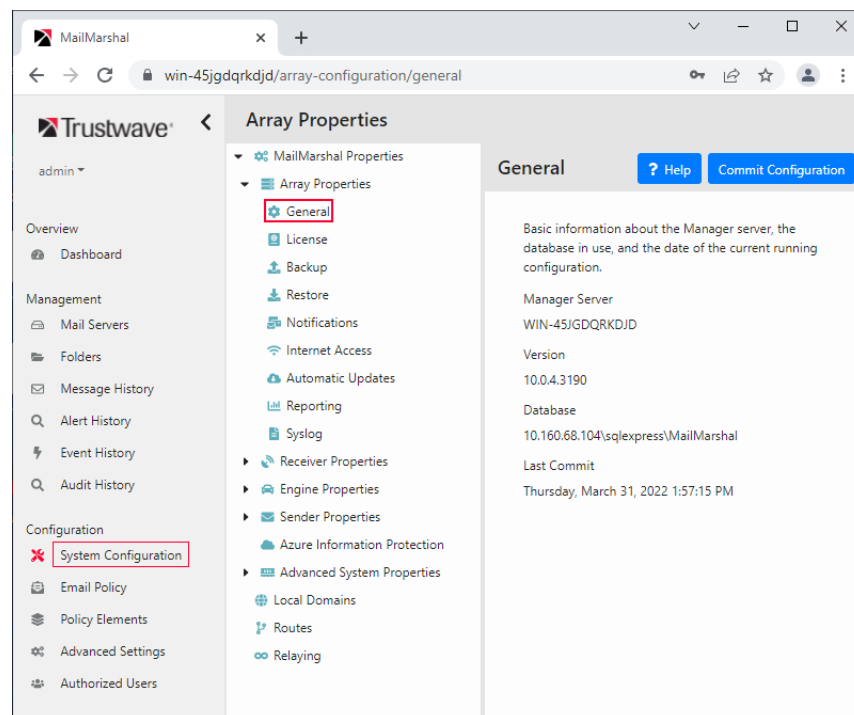 MailMarshal
win-45jgdqrkdjd/array-configuration/general
Trustwave
admin
Overview
Dashboard
Management
Mail Servers
Folders
Message History
Alert History
Event History
Audit History
Configuration
System Configuration
Email Policy
Policy Elements
Advanced Settings
Authorized Users
Array Properties
MailMarshal Properties
Array Properties
General
License
Backup
Restore
Notifications
Internet Access
Automatic Updates
Reporting
Syslog
Receiver Properties
Engine Properties
Sender Properties
Azure Information Protection
Advanced System Properties
Local Domains
Routes
Relaying
General
? Help
Commit Configuration
Basic information about the Manager server, the
database in use, and the date of the current running
configuration.
Manager Server
WIN-45JGDQRKDJD
Version
10.0.4.3190
Database
10.160.68.104\sqlexpress\MailMarshal
Last Commit
Thursday, March 31, 2022 1:57:15 PM